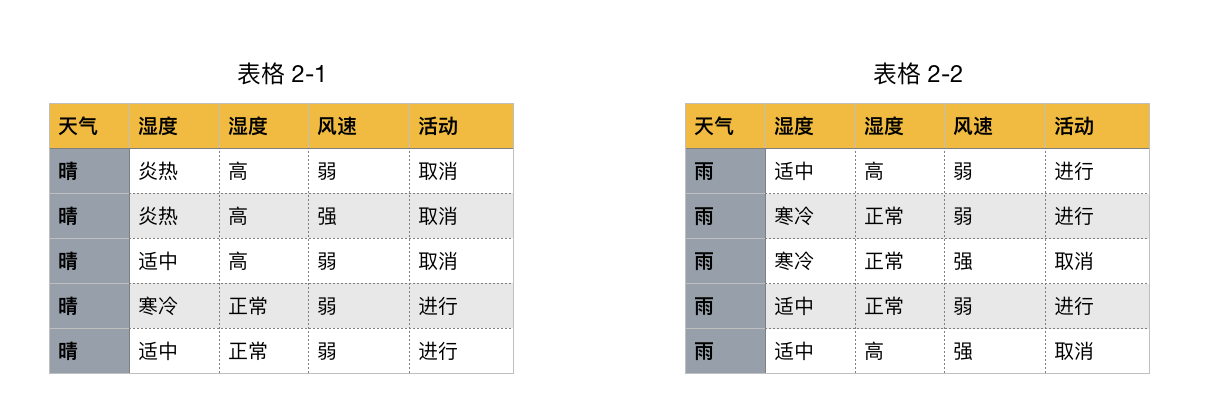 表格 2-1
天气 湿度 湿度 风速 活动
晴 炎热 高 弱 取消
晴 炎热 高 强 取消
晴 适中 高 弱 取消
晴 寒冷 正常 弱 进行
晴 适中 正常 弱 进行
表格 2-2
天气 湿度 湿度 风速 活动
雨 适中 高 弱 进行
雨 寒冷 正常 弱 进行
雨 寒冷 正常 强 取消
雨 适中 正常 弱 进行
雨 适中 高 强 取消